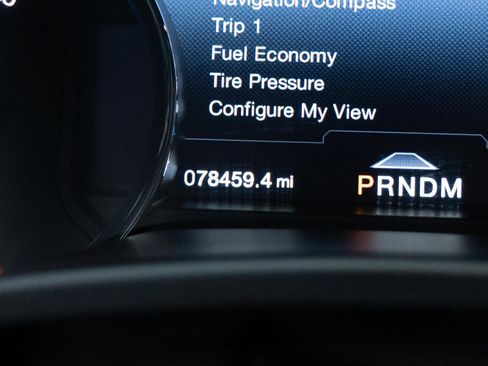 Navigation/Compass
Trip 1
Fuel Economy
Tire Pressure
Configure My View
078459.4 mi
PRNDM